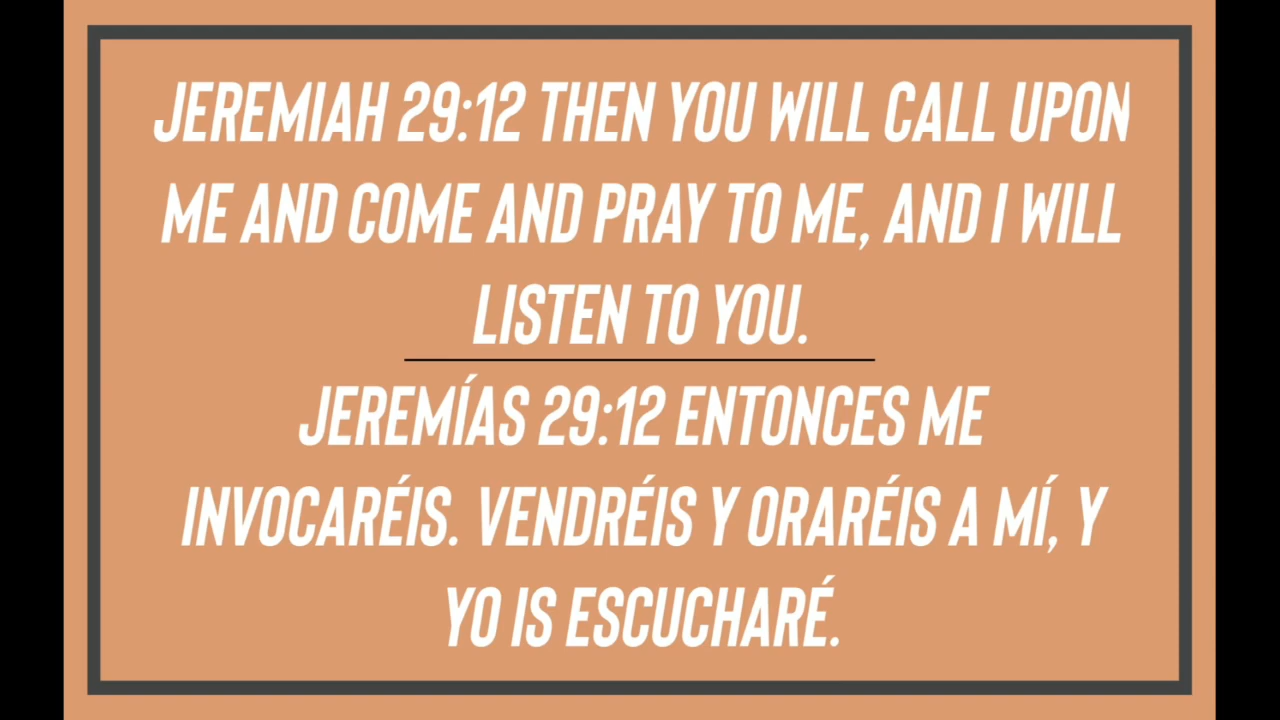 JEREMIAH 29:12 THEN YOU WILL CALL UPON
ME AND COME AND PRAY TO ME, AND I WILL
LISTEN TO YOU.
JEREMÍAS 29:12 ENTONCES ME
INVOCARÉIS. VENDRÉIS Y ORARÉIS A MÍ, Y
YO IS ESCUCHARÉ.